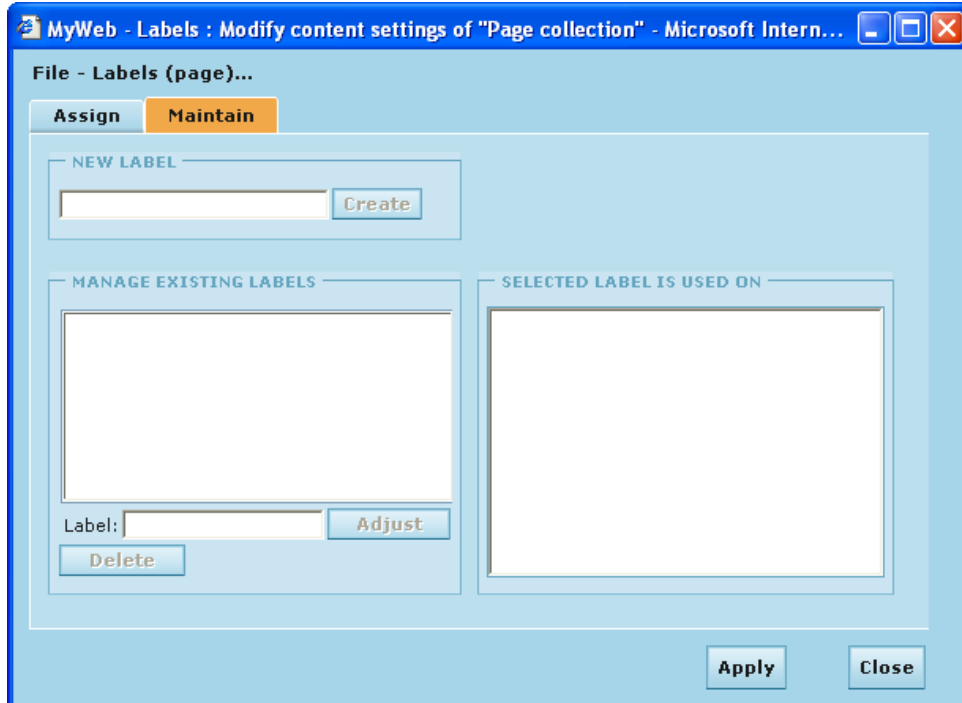 MyWeb - Labels : Modify content settings of "Page collection" - Microsoft Intern...
File - Labels (page)...
Assign
Maintain
NEW LABEL
Create
MANAGE EXISTING LABELS
SELECTED LABEL IS USED ON
Label:
Adjust
Delete
Apply
Close